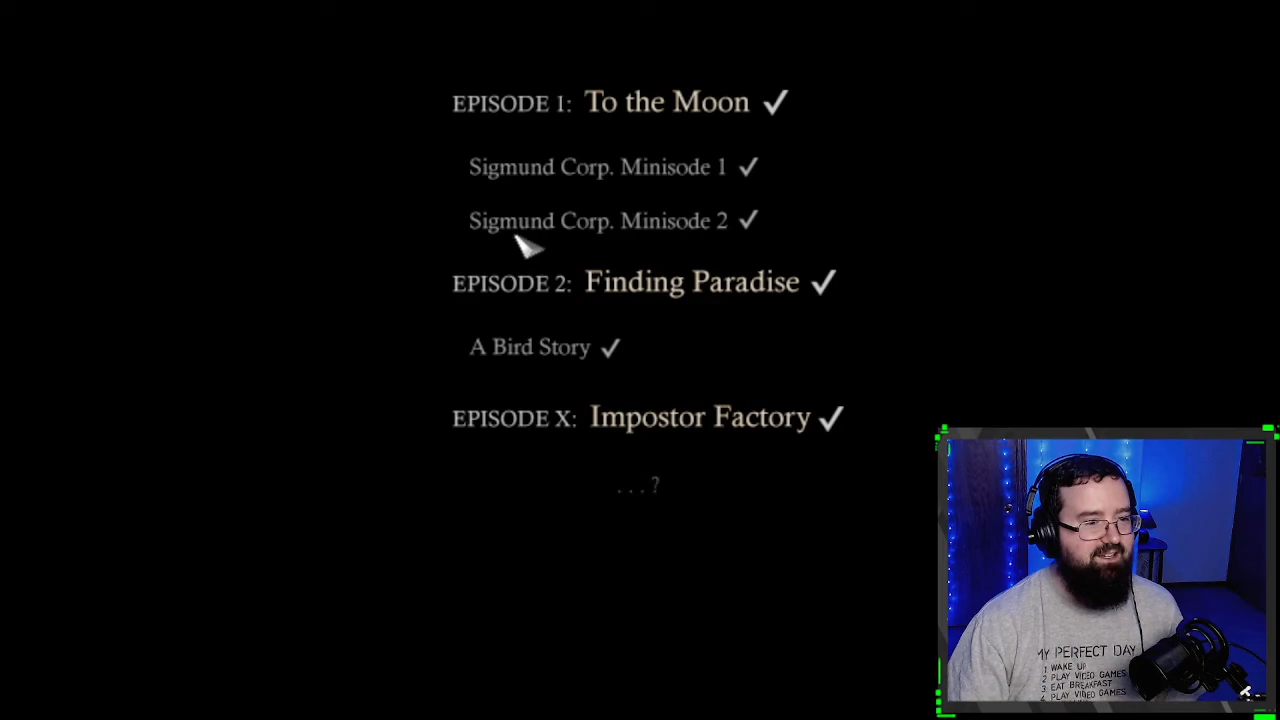 EPISODE 1: To the Moon ✓
Sigmund Corp. Minisode 1 ✓
Sigmund Corp. Minisode 2 ✓
EPISODE 2: Finding Paradise ✓
A Bird Story ✓
EPISODE X: Impostor Factory ✓
...?
MY PERFECT DAY
1 WAKE UP
2 PLAY VIDEO GAMES
3 EAT BREAKFAST
4 PLAY VIDEO GAMES